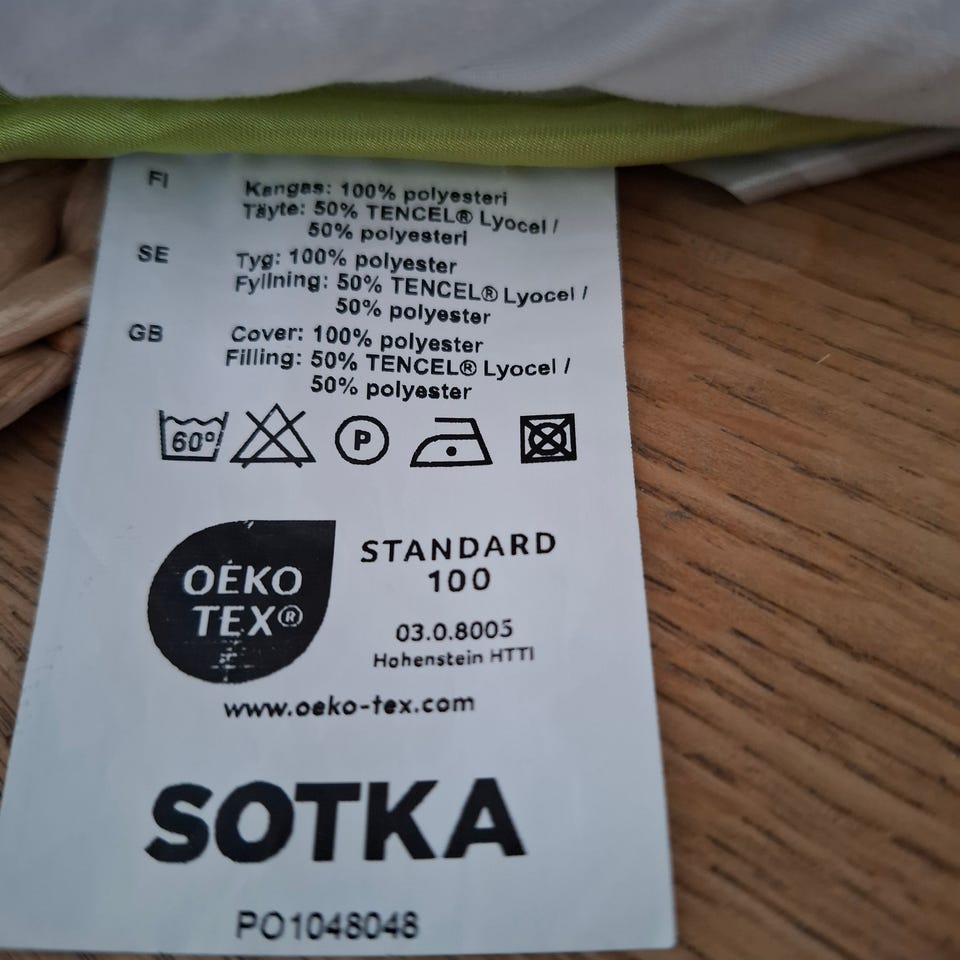 FI
Kangas: 100% polyesteri
Täyte: 50% TENCEL® Lyocel /
50% polyesteri
SE
Tyg: 100% polyester
Fyllning: 50% TENCEL® Lyocel /
50% polyester
GB
Cover: 100% polyester
Filling: 50% TENCEL® Lyocel /
50% polyester
60° P
OEKO
TEX®
STANDARD
100
03.0.8005
Hohenstein HTTI
www.oeko-tex.com
SOTKA
PO1048048